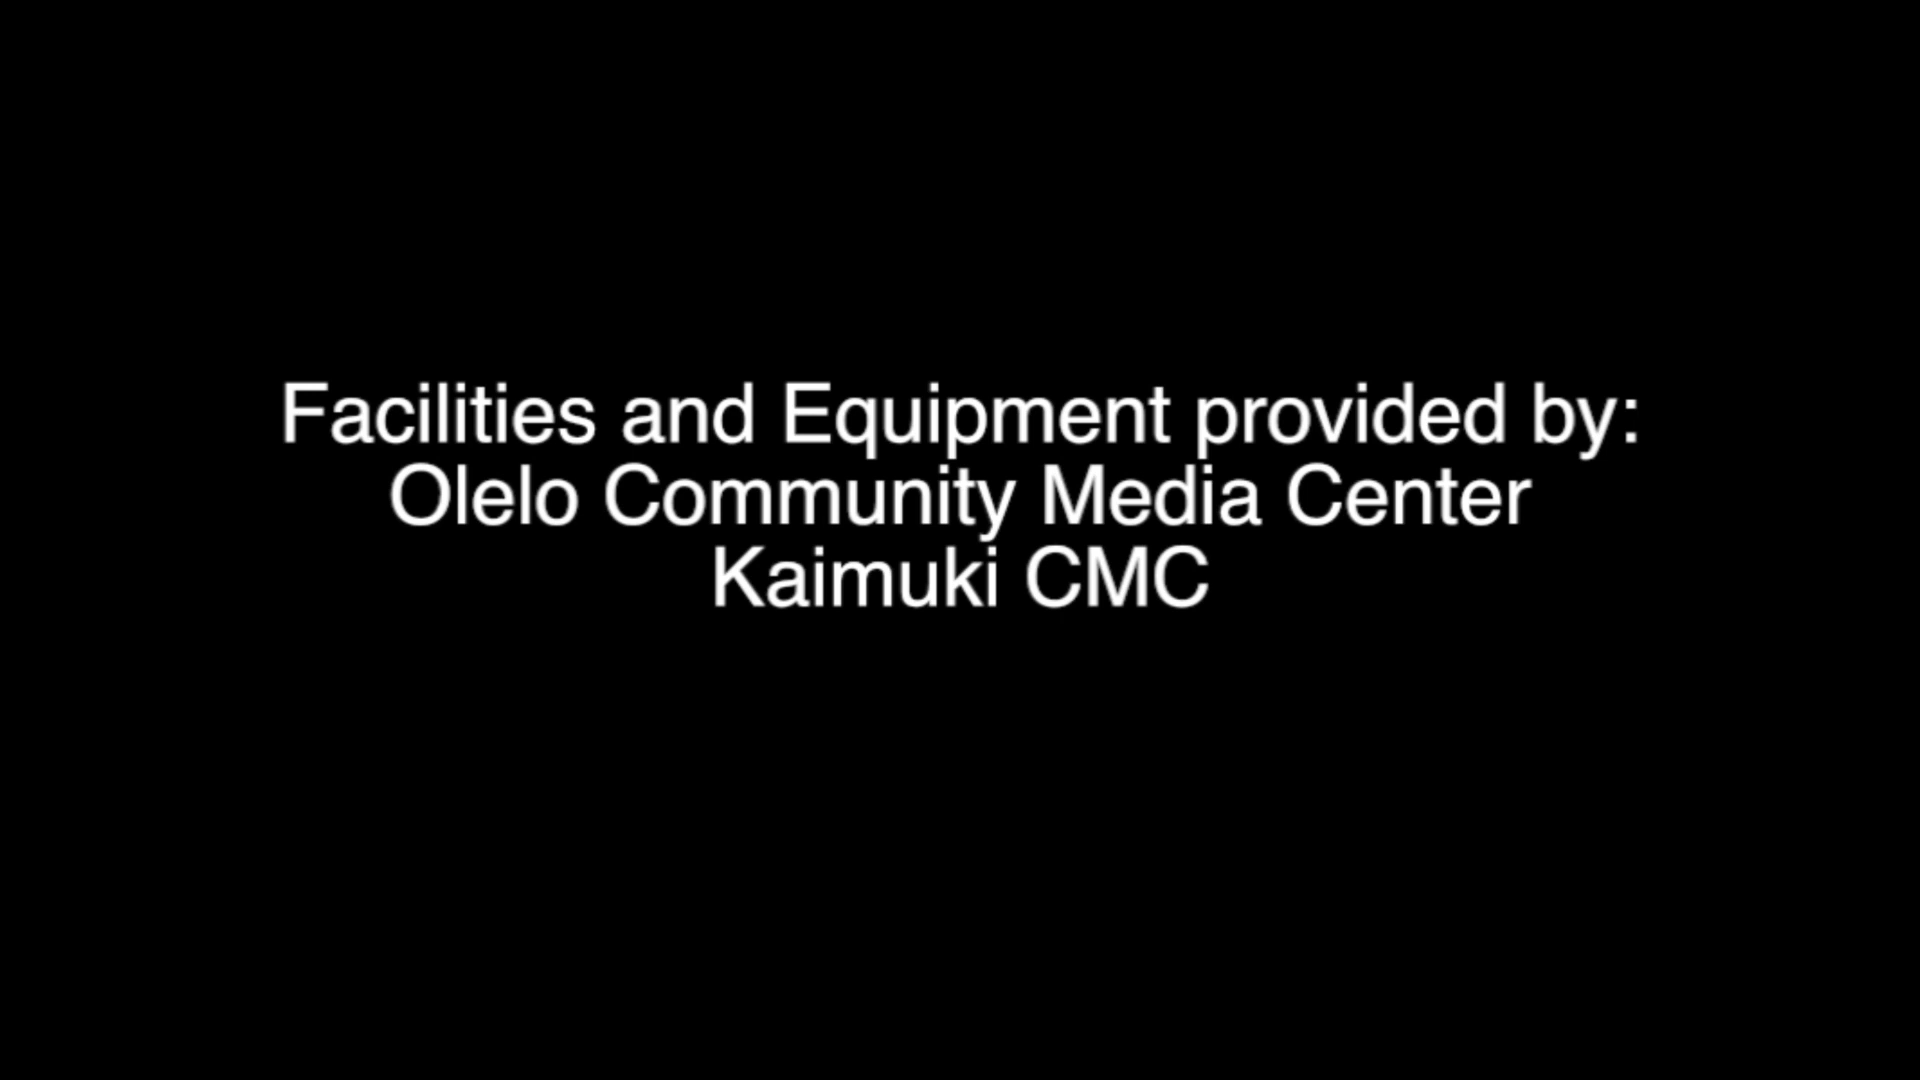 Facilities and Equipment provided by:
Olelo Community Media Center
Kaimuki CMC